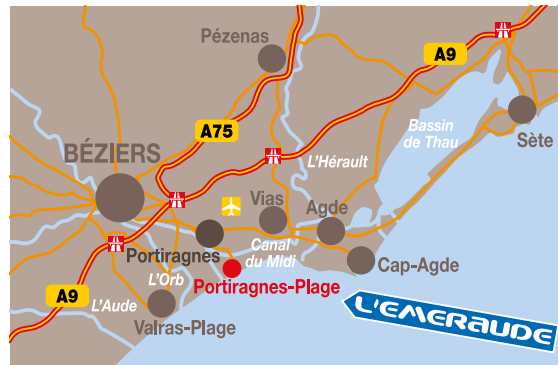 Pézenas
A9
A75
Bassin
de Thau
Sète
BÉZIERS
L'Hérault
Vias
Agde
Portiragnes
Canal
du Midi
Cap-Agde
L'Orb
Portiragnes-Plage
A9
L'Aude
Valras-Plage
L'EMERAUDE